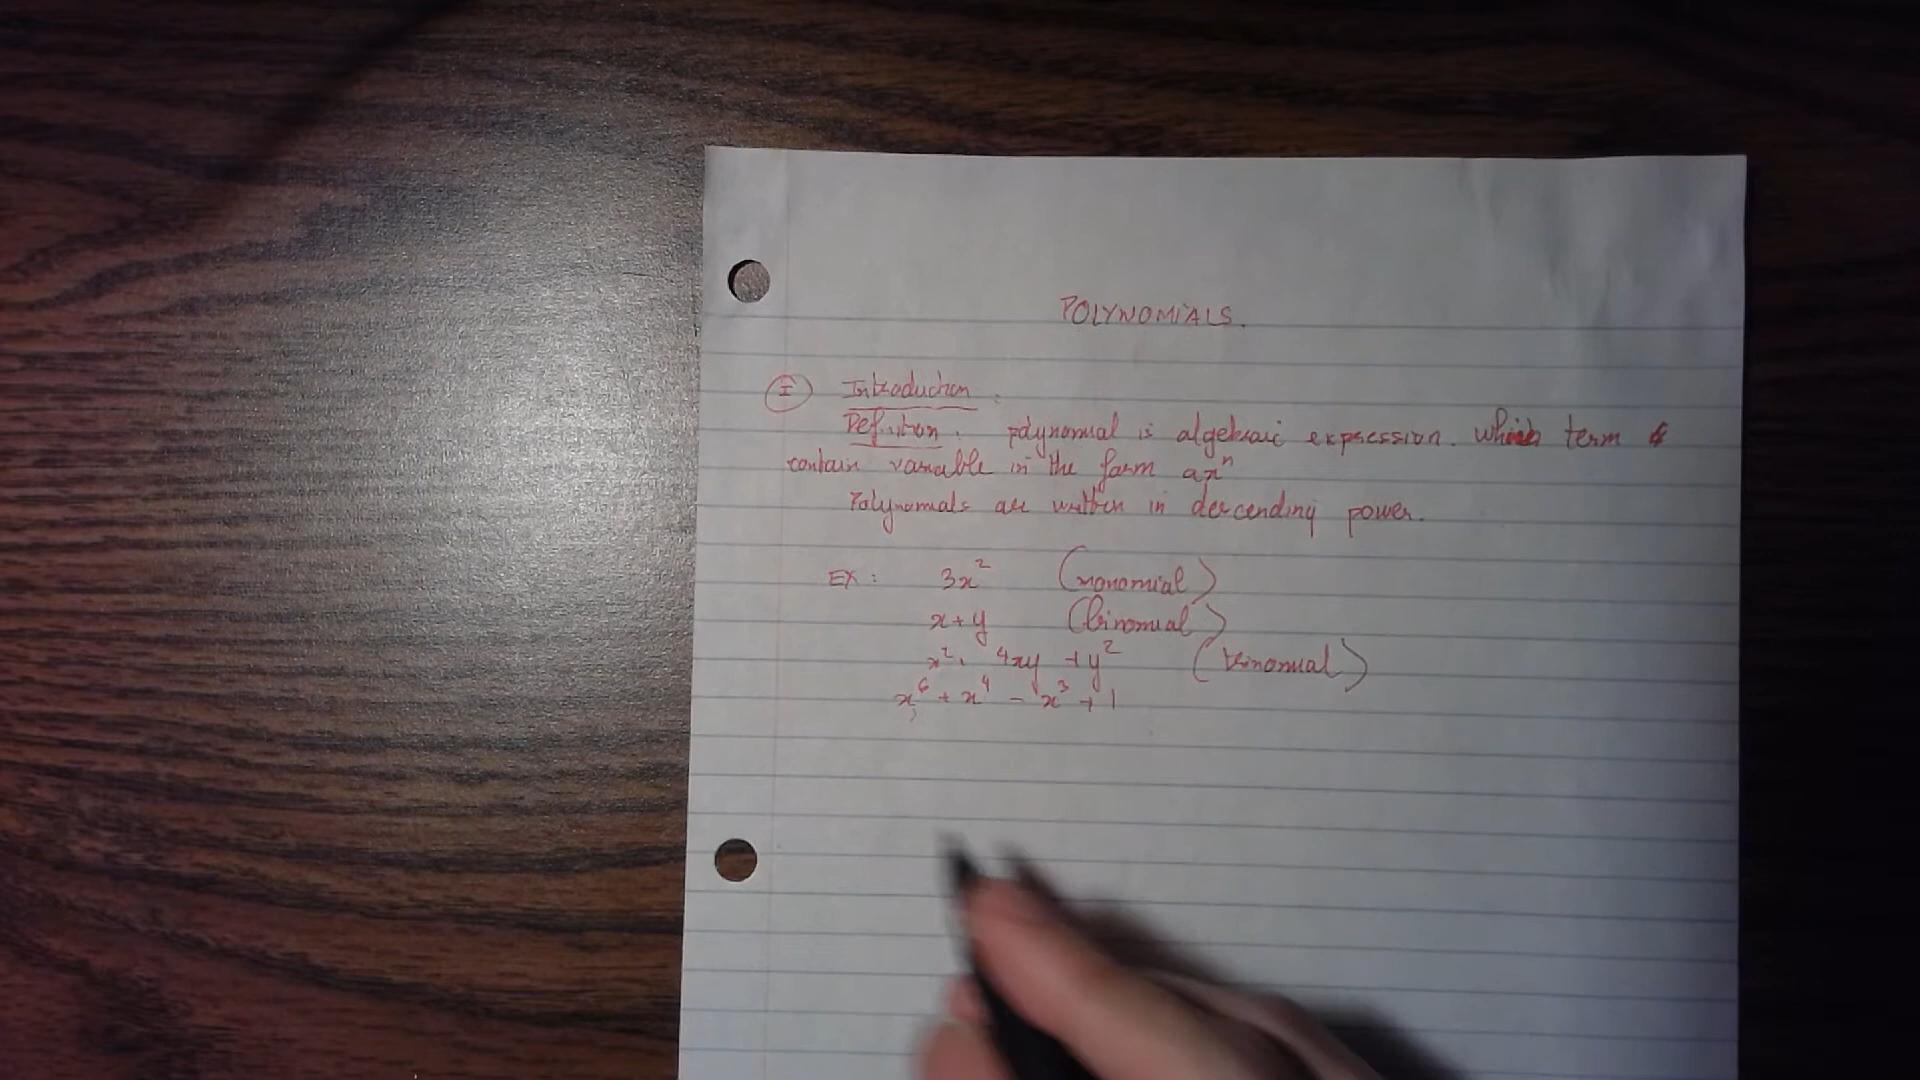 POLYNOMIALS.
I Introduction :
Definition : polynomial is algebraic expression. which term
contain variable in the form axⁿ
Polynomials are written in descending power.
EX : 3x² (monomial)
x + y (binomial)
x² 4xy + y² (trinomial)
x⁶ + x⁴ - x³ + 1